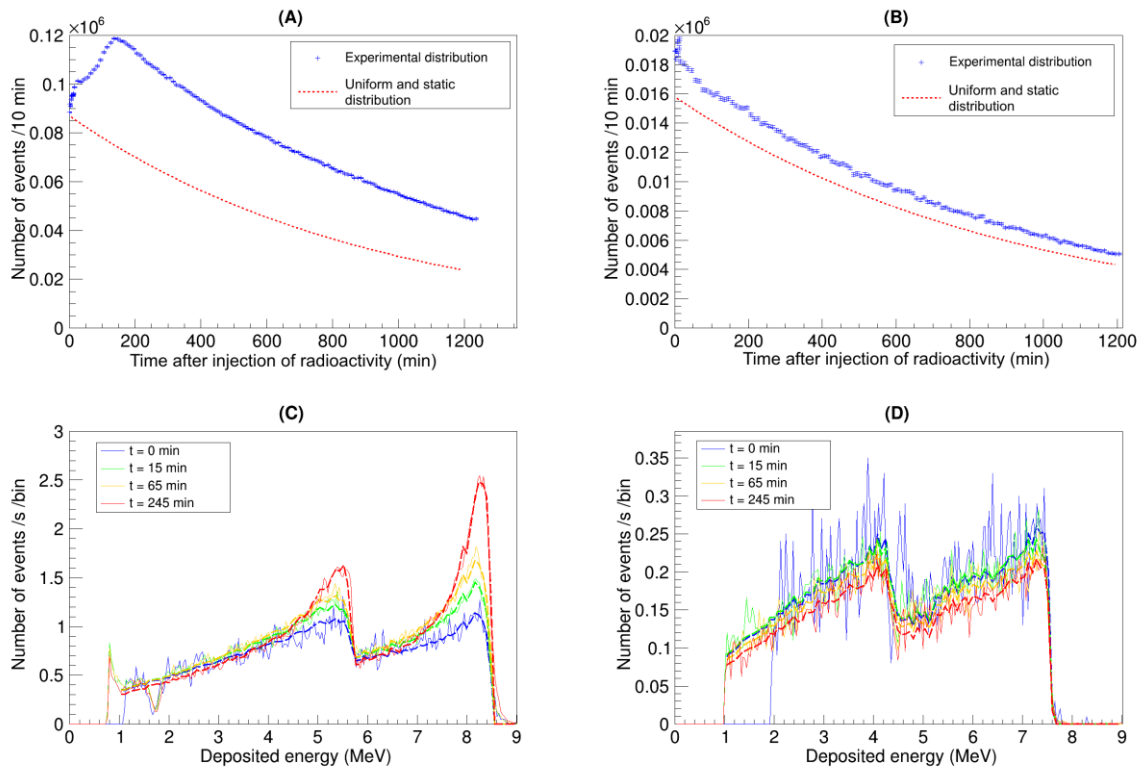 (A)
×10⁶
0.12
0.1
0.08
0.06
0.04
0.02
0
Number of events /10 min
Experimental distribution
Uniform and static
distribution
0 200 400 600 800 1000 1200
Time after injection of radioactivity (min)
(B)
×10⁶
0.02
0.018
0.016
0.014
0.012
0.01
0.008
0.006
0.004
0.002
0
Number of events /10 min
Experimental distribution
Uniform and static
distribution
0 200 400 600 800 1000 1200
Time after injection of radioactivity (min)
(C)
3
2.5
2
1.5
1
0.5
0
Number of events /s /bin
t = 0 min
t = 15 min
t = 65 min
t = 245 min
0 1 2 3 4 5 6 7 8 9
Deposited energy (MeV)
(D)
0.35
0.3
0.25
0.2
0.15
0.1
0.05
0
Number of events /s /bin
t = 0 min
t = 15 min
t = 65 min
t = 245 min
0 1 2 3 4 5 6 7 8 9
Deposited energy (MeV)